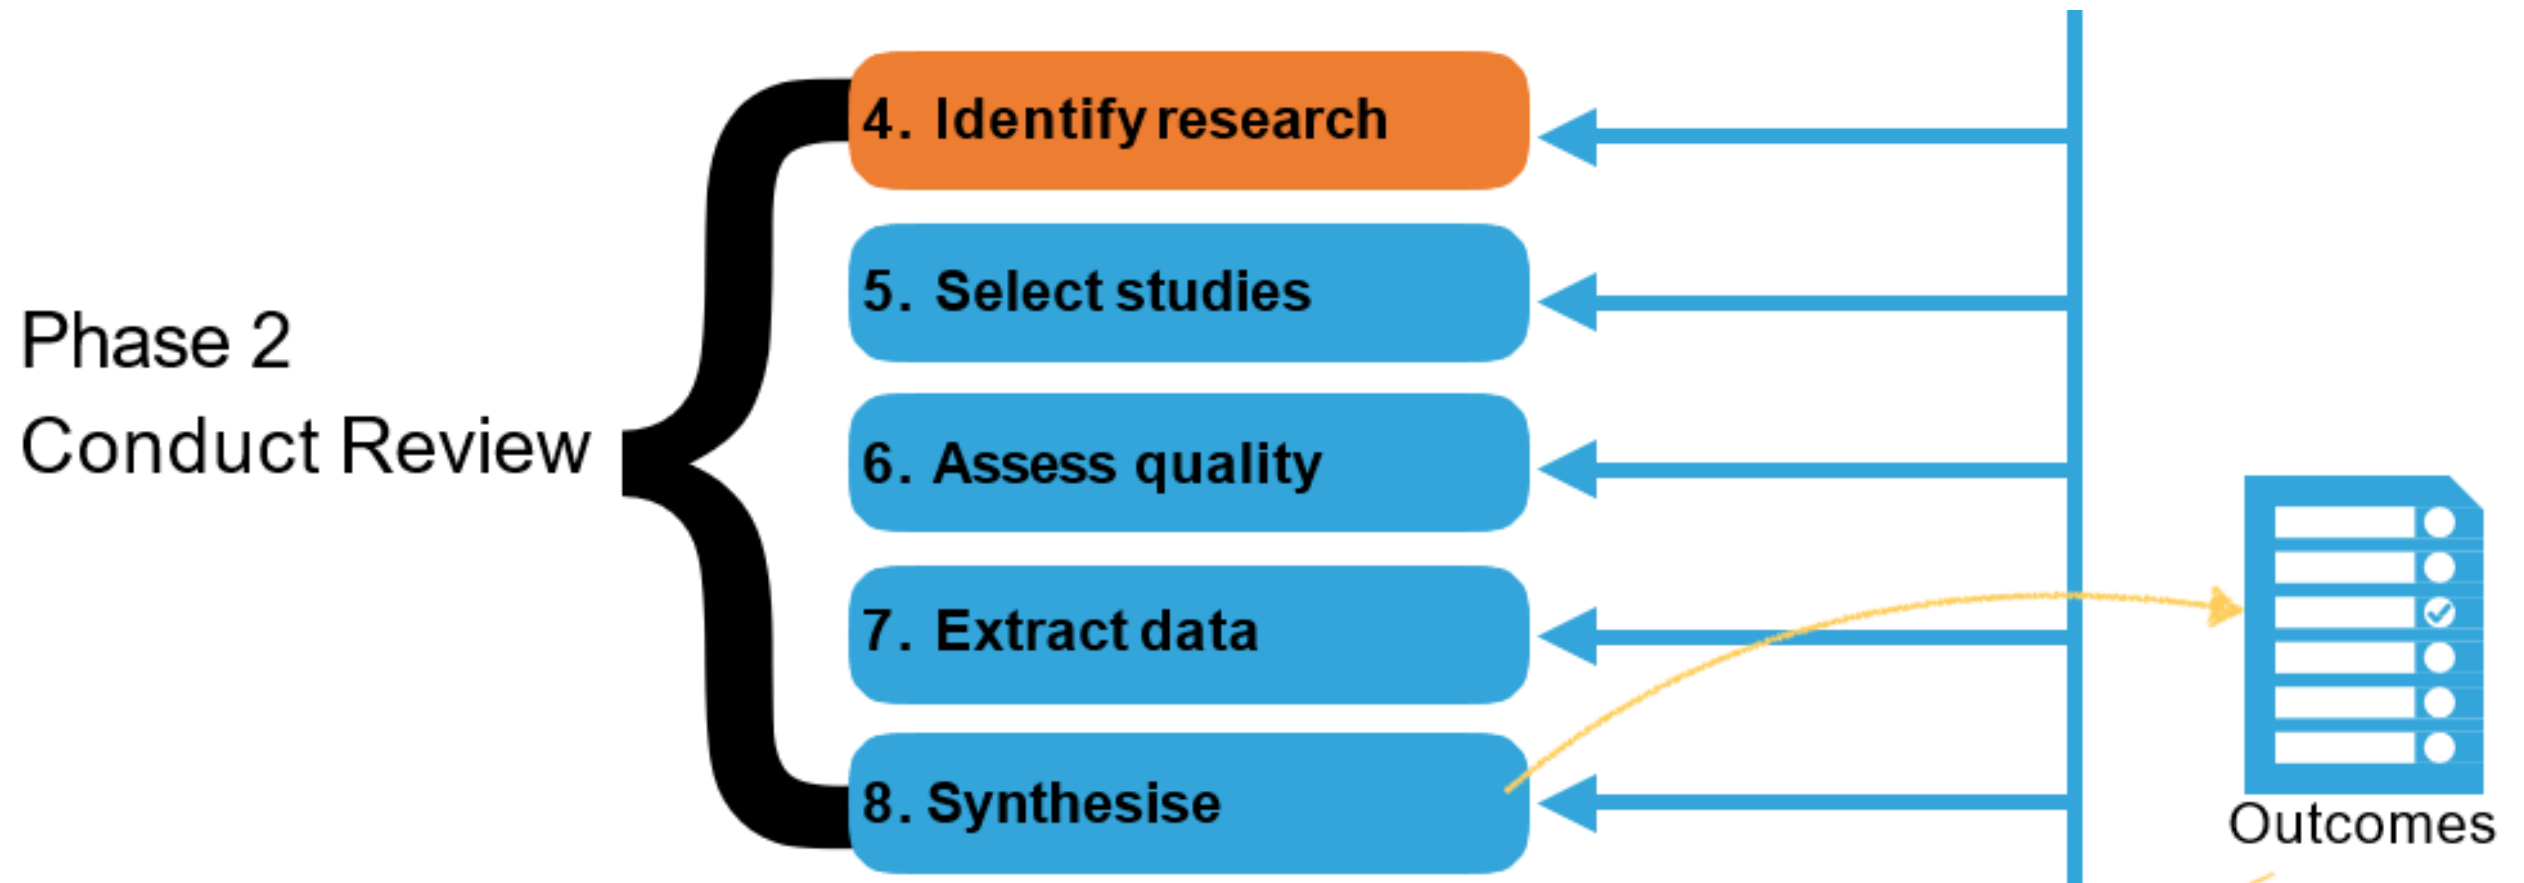 Phase 2
Conduct Review
4. Identify research
5. Select studies
6. Assess quality
7. Extract data
8. Synthesise
Outcomes